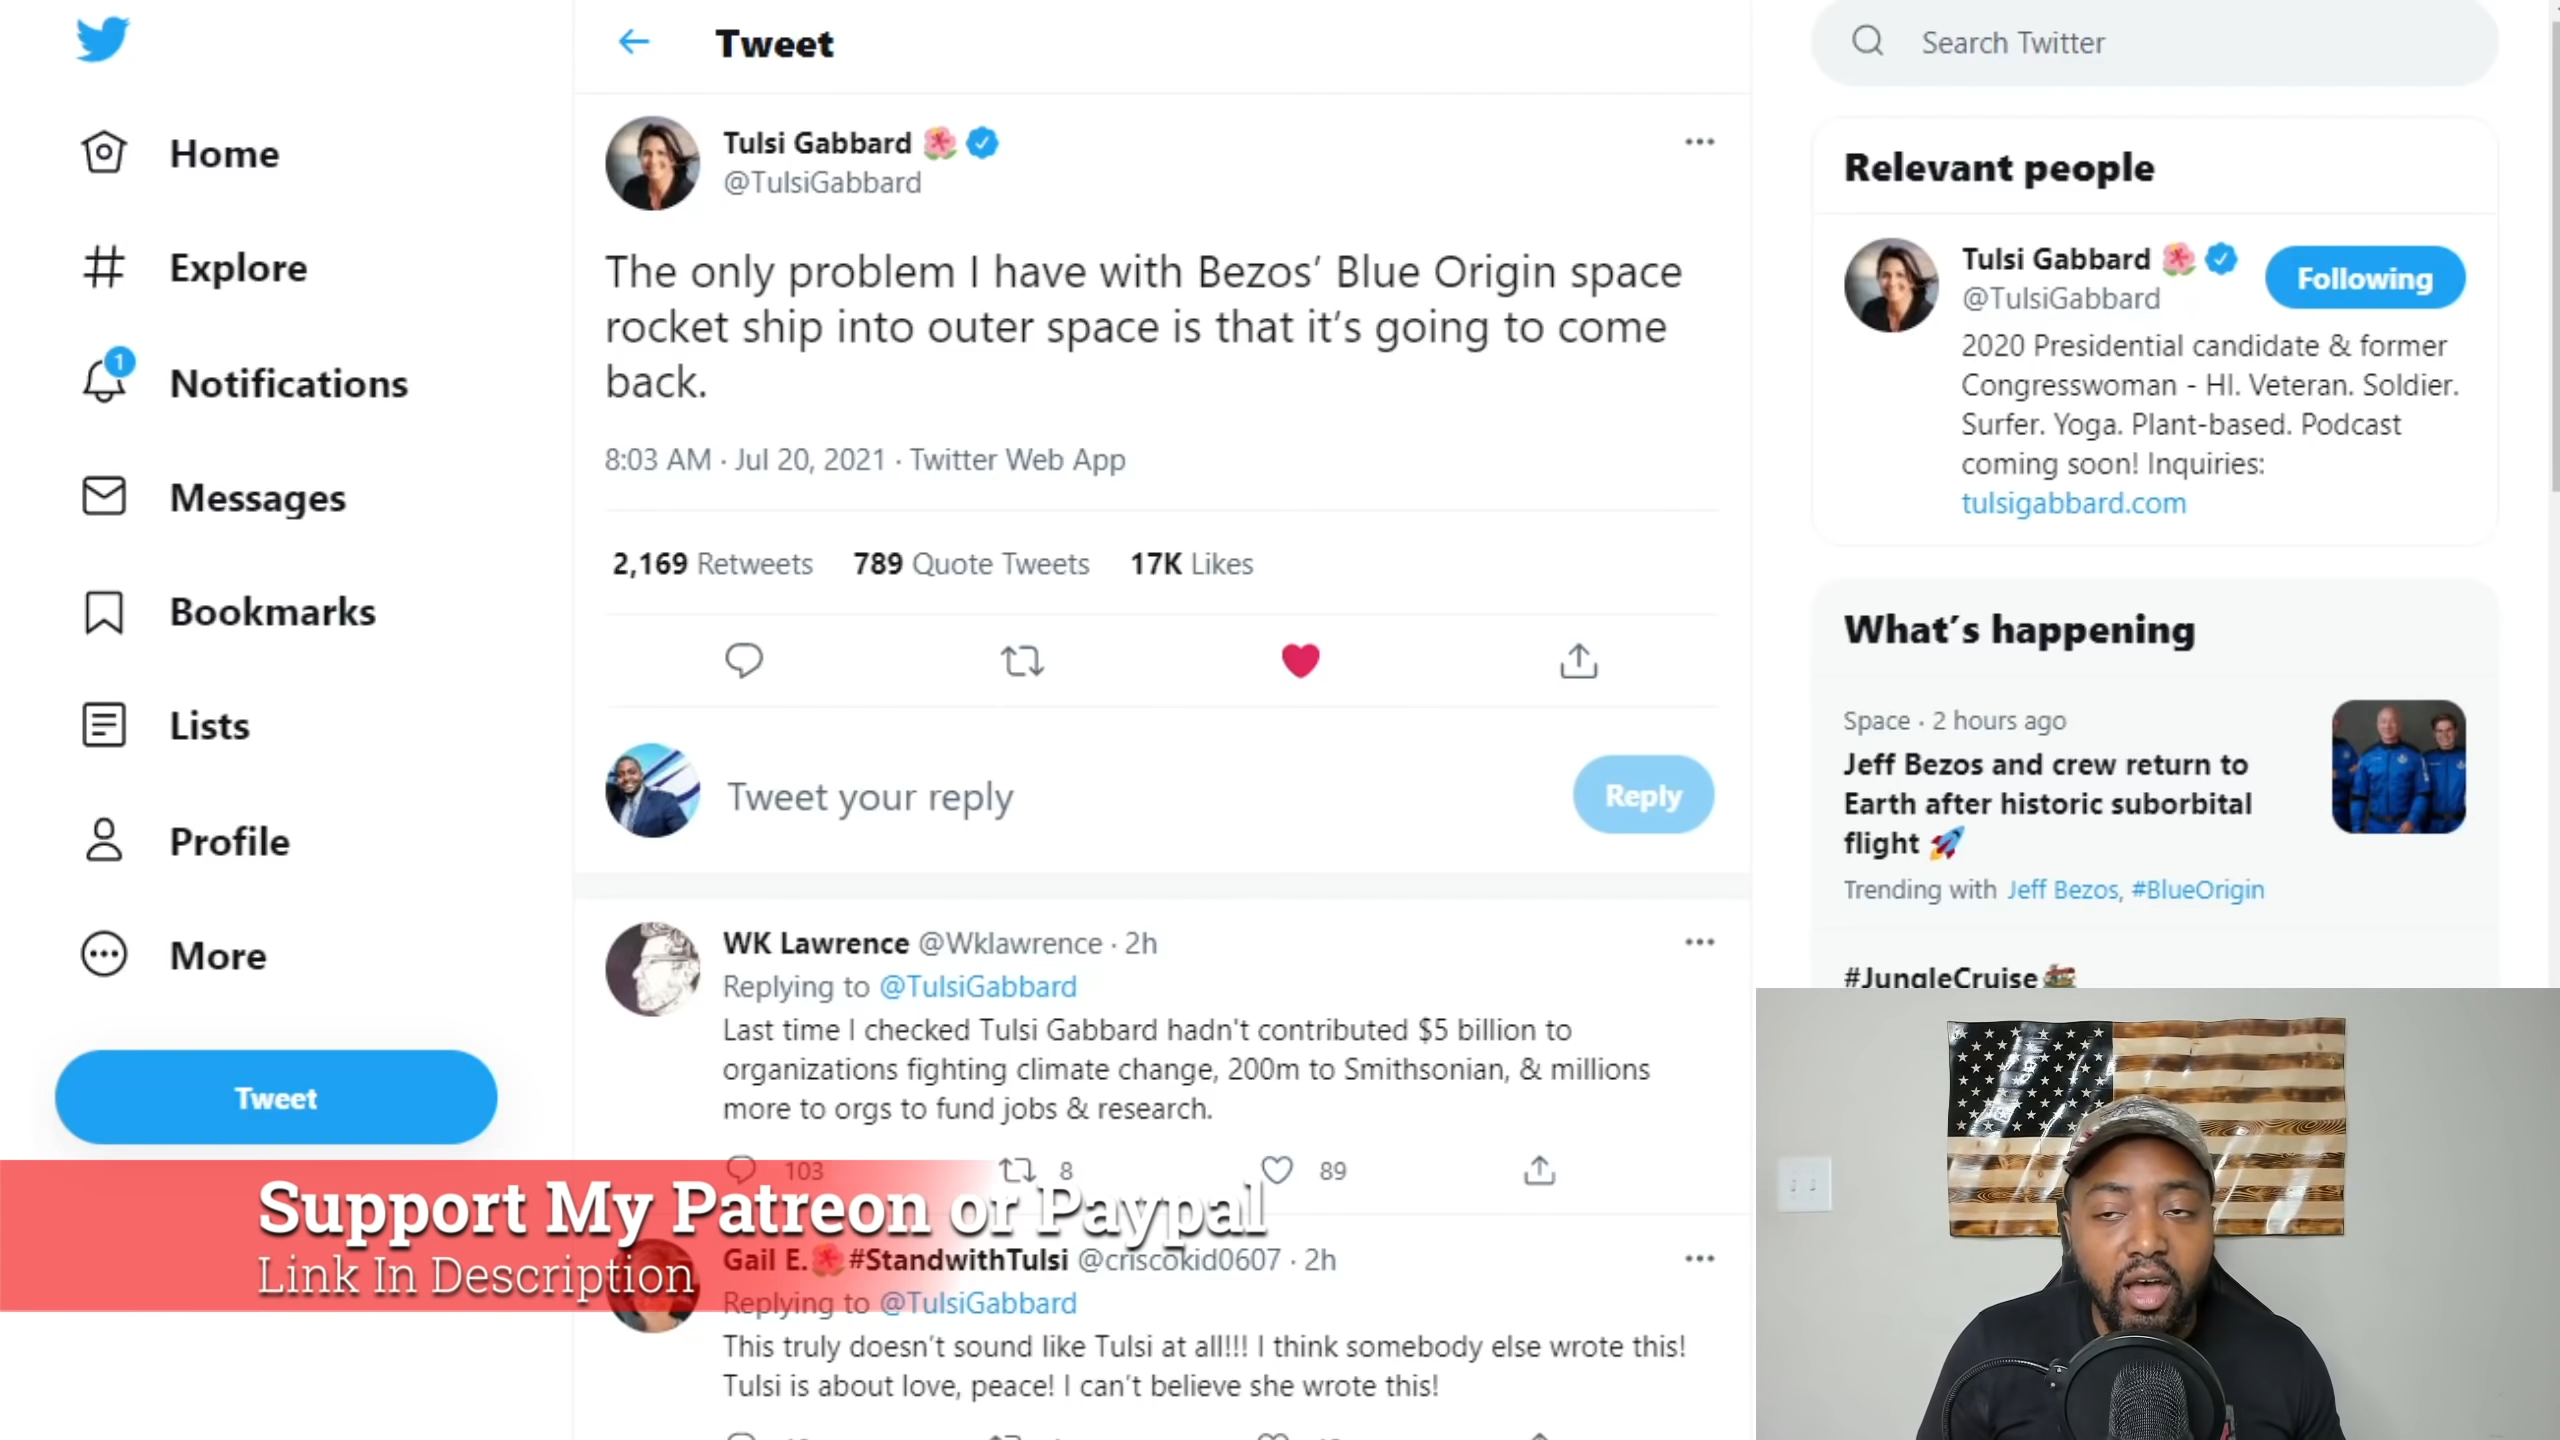 Tweet
Search Twitter
Home
Explore
1
Notifications
Messages
Bookmarks
Lists
Profile
More
Tweet
Tulsi Gabbard
@TulsiGabbard
The only problem I have with Bezos’ Blue Origin space
rocket ship into outer space is that it’s going to come
back.
8:03 AM · Jul 20, 2021 · Twitter Web App
2,169 Retweets 789 Quote Tweets 17K Likes
Tweet your reply
Reply
WK Lawrence @Wklawrence · 2h
Replying to @TulsiGabbard
Last time I checked Tulsi Gabbard hadn't contributed $5 billion to
organizations fighting climate change, 200m to Smithsonian, & millions
more to orgs to fund jobs & research.
103 8 89
Gail E. #StandwithTulsi @criscokid0607 · 2h
Replying to @TulsiGabbard
This truly doesn’t sound like Tulsi at all!!! I think somebody else wrote this!
Tulsi is about love, peace! I can’t believe she wrote this!
Relevant people
Tulsi Gabbard
@TulsiGabbard
Following
2020 Presidential candidate & former
Congresswoman - HI. Veteran. Soldier.
Surfer. Yoga. Plant-based. Podcast
coming soon! Inquiries:
tulsigabbard.com
What’s happening
Space · 2 hours ago
Jeff Bezos and crew return to
Earth after historic suborbital
flight
Trending with Jeff Bezos, #BlueOrigin
#JungleCruise
Support My Patreon or Paypal
Link In Description